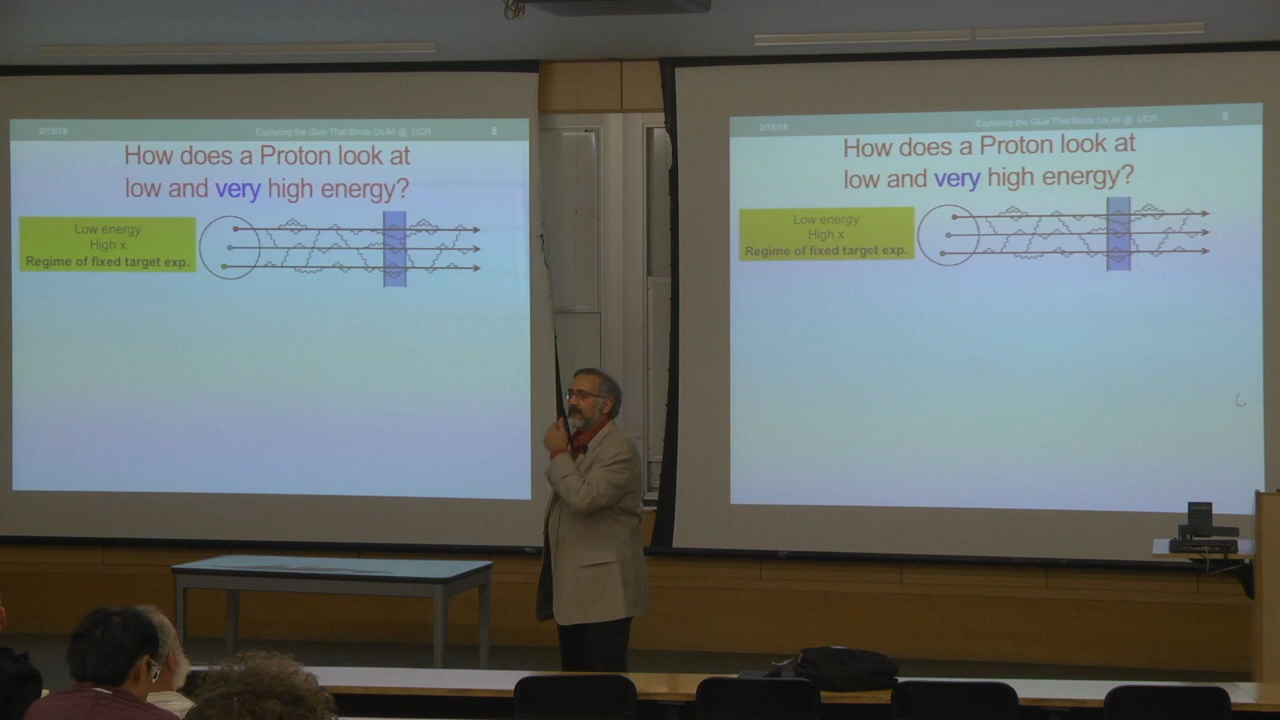 2/15/18 Exploring the Glue That Binds Us All @ UCR 8
How does a Proton look at
low and very high energy?
Low energy
High x
Regime of fixed target exp.
2/15/18 Exploring the Glue That Binds Us All @ UCR 8
How does a Proton look at
low and very high energy?
Low energy
High x
Regime of fixed target exp.